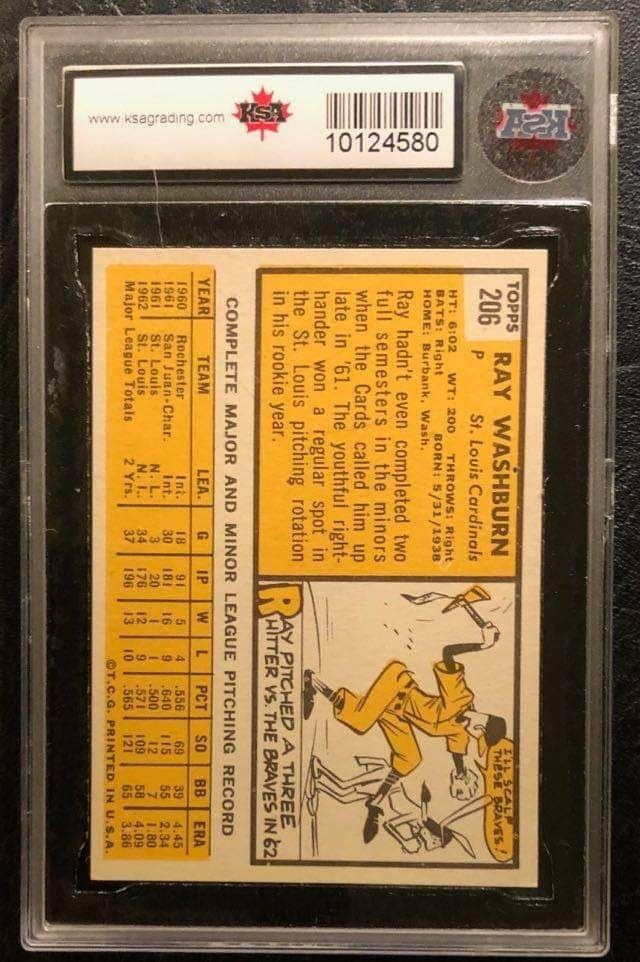 www.ksagrading.com
KSA
10124580
KSA
TOPPS
206
RAY WASHBURN
P St. Louis Cardinals
HT: 6:02 WT: 200 THROWS: Right
BATS: Right BORN: 5/31/1938
HOME: Burbank, Wash.
Ray hadn't even completed two
full semesters in the minors
when the Cards called him up
late in '61. The youthful right-
hander won a regular spot in
the St. Louis pitching rotation
in his rookie year.
I'LL SCALP
THESE BRAVES!
RAY PITCHED A THREE
HITTER VS. THE BRAVES IN '62.
COMPLETE MAJOR AND MINOR LEAGUE PITCHING RECORD
YEAR TEAM LEA. G IP W L PCT SO BB ERA
1960 Rochester Int. 18 91 5 4 .556 69 39 4.45
1961 San Juan-Char. Int. 30 181 16 9 .640 115 55 2.34
1961 St. Louis N. L. 3 20 1 1 .500 12 7 1.80
1962 St. Louis N. L. 34 176 12 9 .571 109 58 4.09
Major League Totals 2 Yrs. 37 196 13 10 .565 121 65 3.86
©T.C.G. PRINTED IN U.S.A.